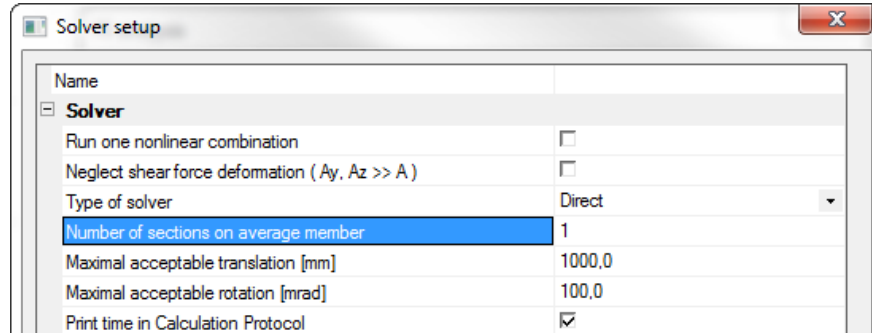 Solver setup
Name
Solver
Run one nonlinear combination
Neglect shear force deformation ( Ay, Az >> A )
Type of solver Direct
Number of sections on average member 1
Maximal acceptable translation [mm] 1000,0
Maximal acceptable rotation [mrad] 100,0
Print time in Calculation Protocol